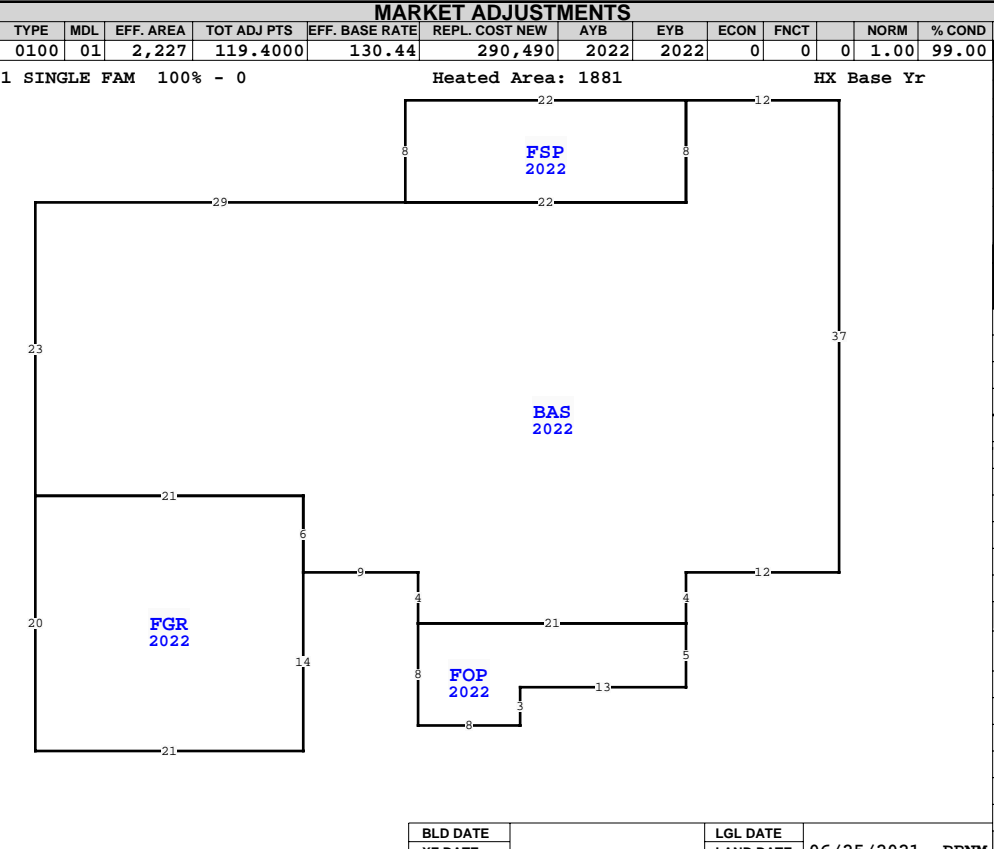 MARKET ADJUSTMENTS
TYPE MDL EFF. AREA TOT ADJ PTS EFF. BASE RATE REPL. COST NEW AYB EYB ECON FNCT NORM % COND
0100 01 2,227 119.4000 130.44 290,490 2022 2022 0 0 0 1.00 99.00
1 SINGLE FAM 100% - 0 Heated Area: 1881 HX Base Yr
22 12
8 FSP 8
2022
29 22
23 37
BAS
2022
21
6
9 12
4 4
20 FGR 21
2022
14 5
8 FOP
2022 13
3
8
21
BLD DATE LGL DATE